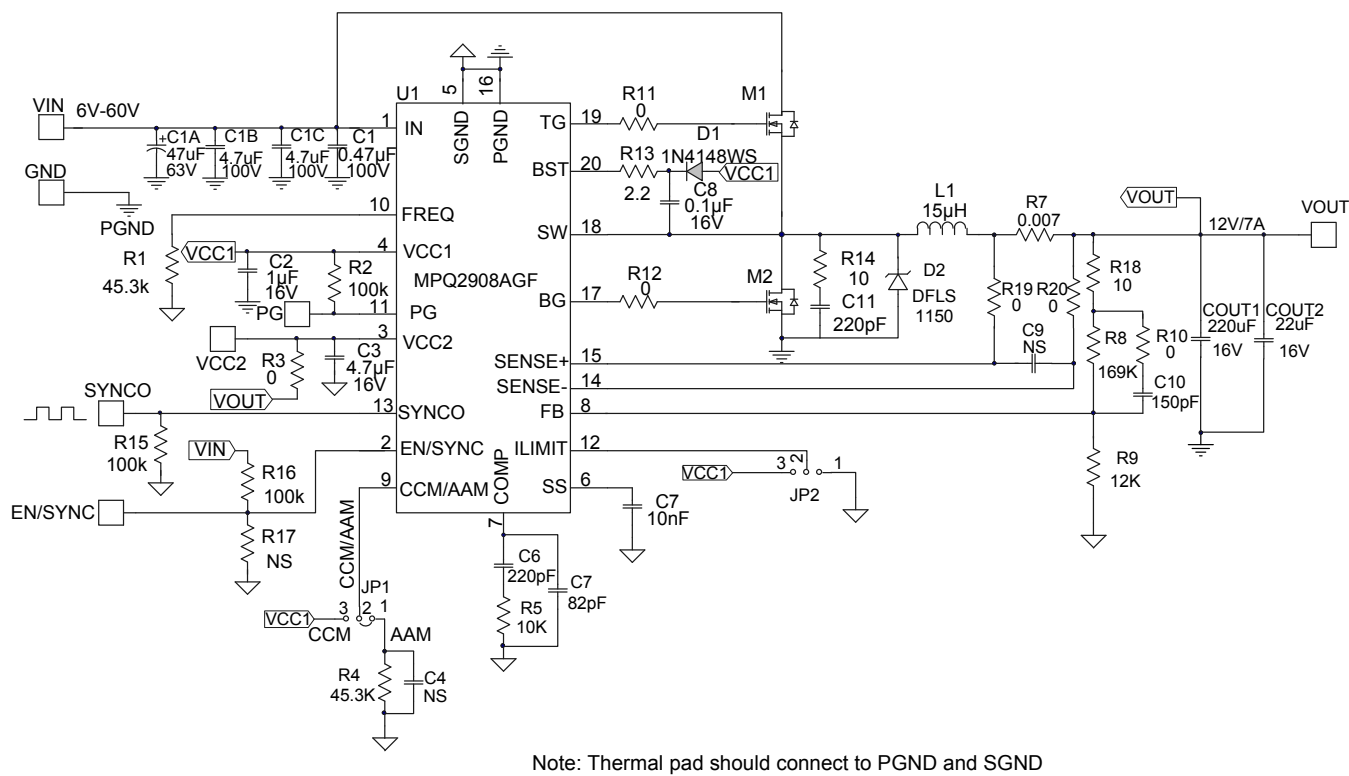 VIN 6V-60V
+C1A
47uF
63V
C1B
4.7uF
100V
C1C
4.7uF
100V
C1
0.47µF
100V
GND
PGND
U1
5
SGND
16
PGND
1
IN
10
FREQ
4
VCC1
MPQ2908AGF
11
PG
3
VCC2
13
SYNCO
2
EN/SYNC
9
CCM/AAM
COMP
7
TG
19
BST
20
SW
18
BG
17
SENSE+
15
SENSE-
14
FB
8
ILIMIT
12
SS
6
R1
45.3k
VCC1
C2
1µF
16V
R2
100k
PG
VCC2
R3
0
C3
4.7µF
16V
VOUT
SYNCO
R15
100k
VIN
R16
100k
EN/SYNC
R17
NS
CCM/AAM
JP1
VCC1
3 2 1
CCM
AAM
R4
45.3K
C4
NS
C6
220pF
C7
82pF
R5
10K
C7
10nF
R11
0
M1
D1
R13
1N4148WS
2.2
VCC1
C8
0.1µF
16V
R12
0
M2
R14
10
C11
220pF
D2
DFLS
1150
L1
15µH
R7
0.007
R19
0
R20
0
C9
NS
VOUT
12V/7A
VOUT
R18
10
R8
169K
R10
0
C10
150pF
COUT1
220uF
16V
COUT2
22uF
16V
R9
12K
VCC1
3 2 1
JP2
Note: Thermal pad should connect to PGND and SGND